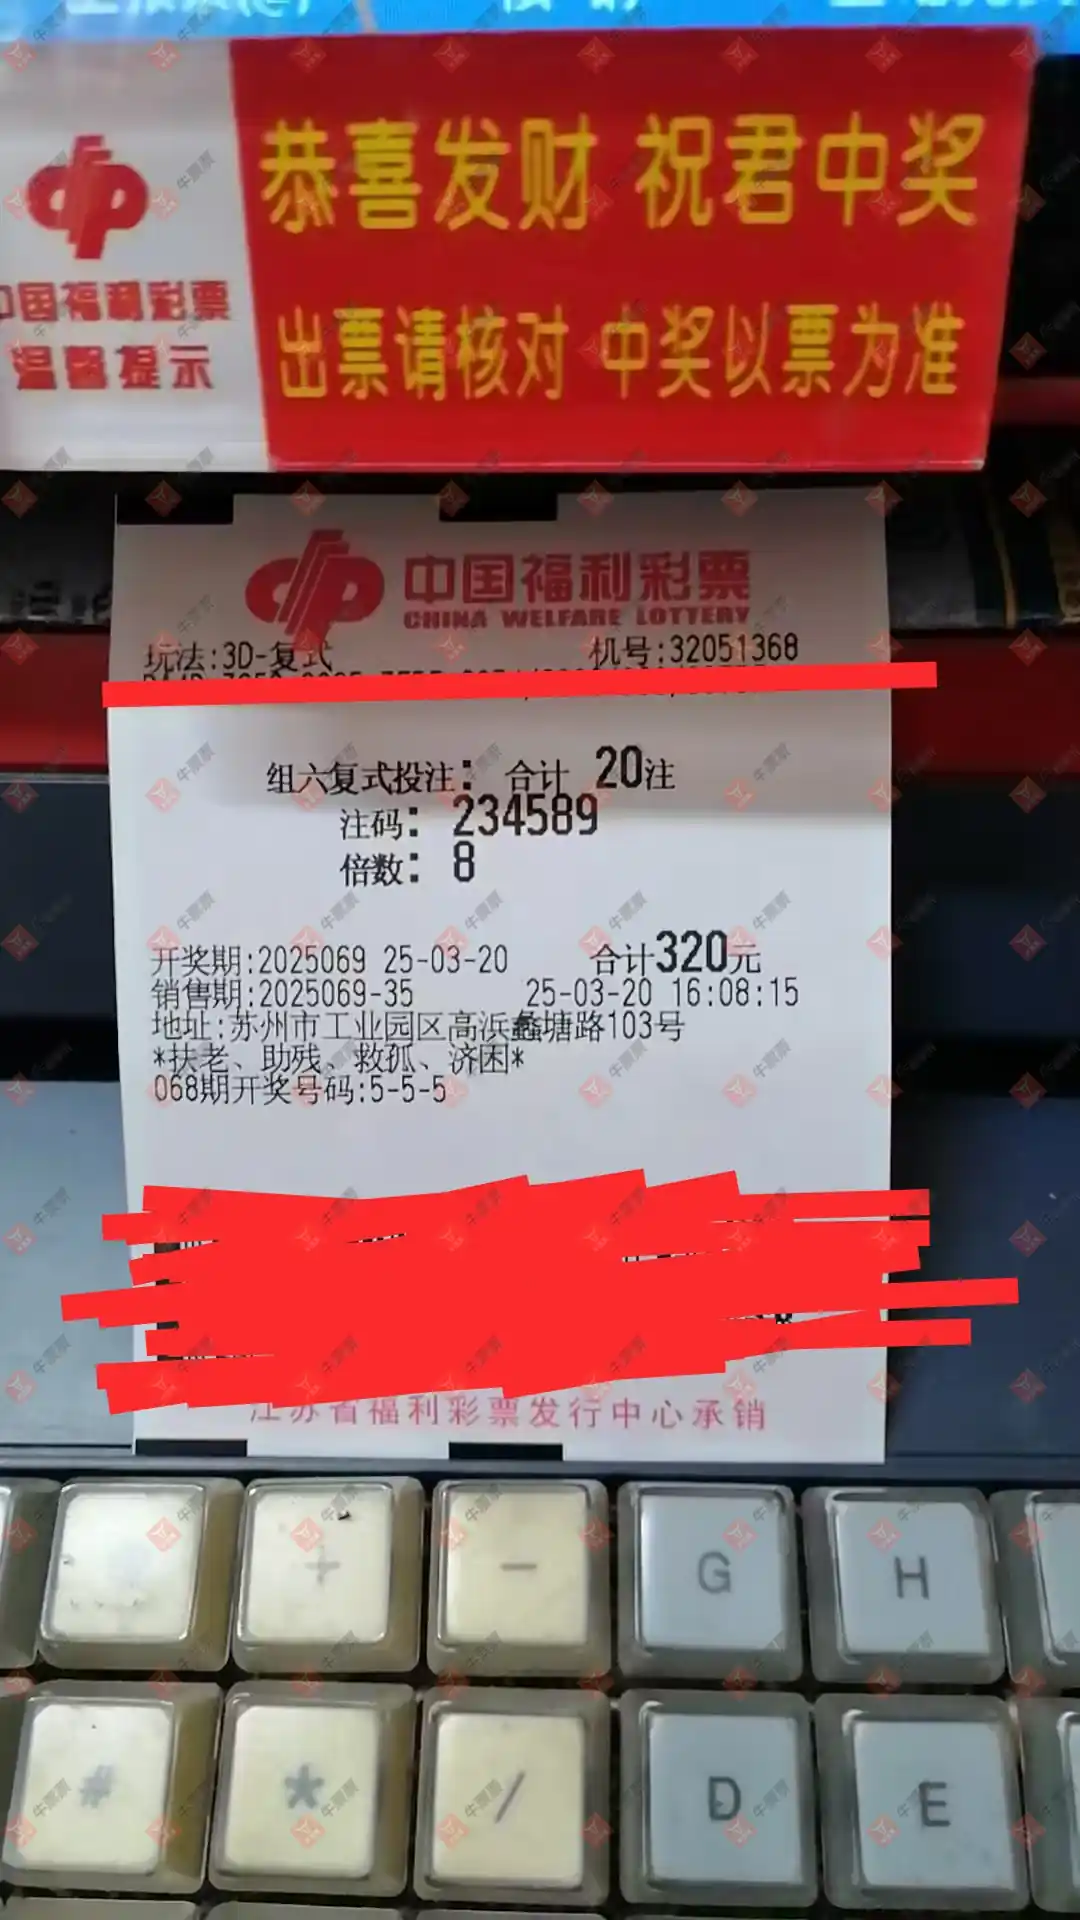 恭喜发财 祝君中奖
中国福利彩票
温馨提示
出票请核对 中奖以票为准
中国福利彩票
CHINA WELFARE LOTTERY
玩法:3D-复式 机号:32051368
组六复式投注: 合计 20注
注码: 234589
倍数: 8
开奖期:2025069 25-03-20 合计320元
销售期:2025069-35 25-03-20 16:08:15
地址:苏州市工业园区高浜蠡塘路103号
*扶老、助残、救孤、济困*
068期开奖号码:5-5-5
江苏省福利彩票发行中心承销
+ - G H
# * / D E
牛票票